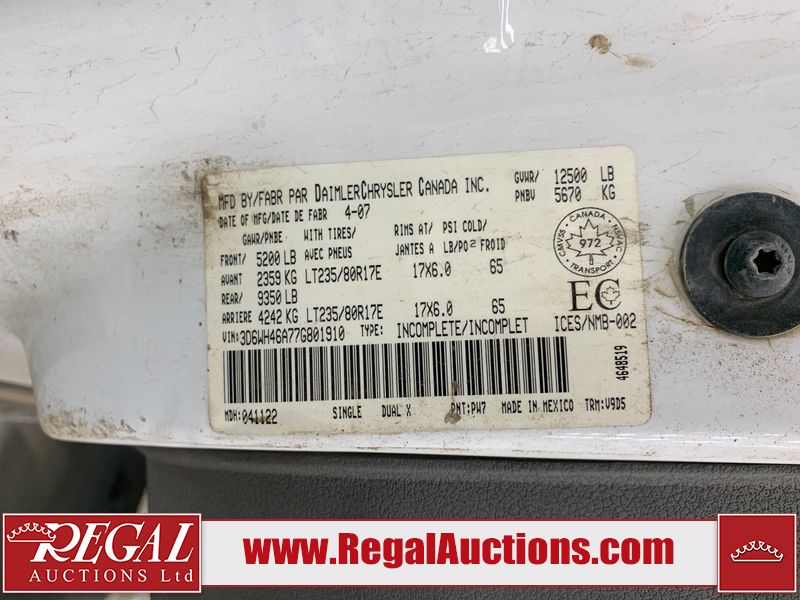 MFD BY/FABR PAR DAIMLERCHRYSLER CANADA INC.
GVWR/ 12500 LB
PNBV 5670 KG
DATE OF MFG/DATE DE FABR 4-07
GAWR/PNBE WITH TIRES/ RIMS AT/ PSI COLD/
FRONT/ 5200 LB AVEC PNEUS JANTES A LB/PO² FROID
AVANT 2359 KG LT235/80R17E 17X6.0 65
REAR/ 9350 LB
ARRIERE 4242 KG LT235/80R17E 17X6.0 65
CANADA
CMVSS NSVAC
972
TRANSPORT
EC
VIN: 3D6WH46A77G801910 TYPE: INCOMPLETE/INCOMPLET ICES/NMB-002
4648519
MDH: 041122 SINGLE DUAL X PNT: PW7 MADE IN MEXICO TRM: V9D5
REGAL
AUCTIONS Ltd
www.RegalAuctions.com